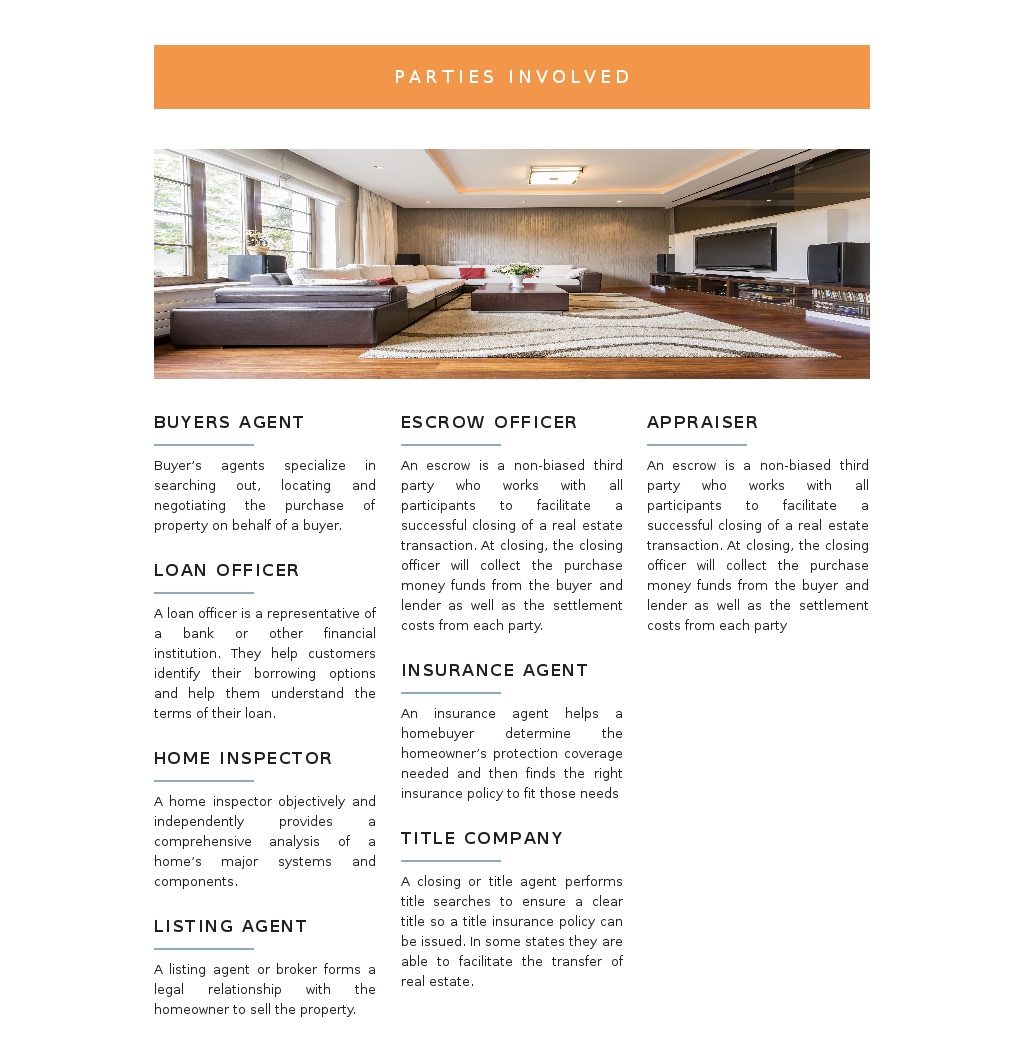 PARTIES INVOLVED
BUYERS AGENT
Buyer’s agents specialize in
searching out, locating and
negotiating the purchase of
property on behalf of a buyer.
LOAN OFFICER
A loan officer is a representative of
a bank or other financial
institution. They help customers
identify their borrowing options
and help them understand the
terms of their loan.
HOME INSPECTOR
A home inspector objectively and
independently provides a
comprehensive analysis of a
home’s major systems and
components.
LISTING AGENT
A listing agent or broker forms a
legal relationship with the
homeowner to sell the property.
ESCROW OFFICER
An escrow is a non-biased third
party who works with all
participants to facilitate a
successful closing of a real estate
transaction. At closing, the closing
officer will collect the purchase
money funds from the buyer and
lender as well as the settlement
costs from each party.
INSURANCE AGENT
An insurance agent helps a
homebuyer determine the
homeowner’s protection coverage
needed and then finds the right
insurance policy to fit those needs
TITLE COMPANY
A closing or title agent performs
title searches to ensure a clear
title so a title insurance policy can
be issued. In some states they are
able to facilitate the transfer of
real estate.
APPRAISER
An escrow is a non-biased third
party who works with all
participants to facilitate a
successful closing of a real estate
transaction. At closing, the closing
officer will collect the purchase
money funds from the buyer and
lender as well as the settlement
costs from each party